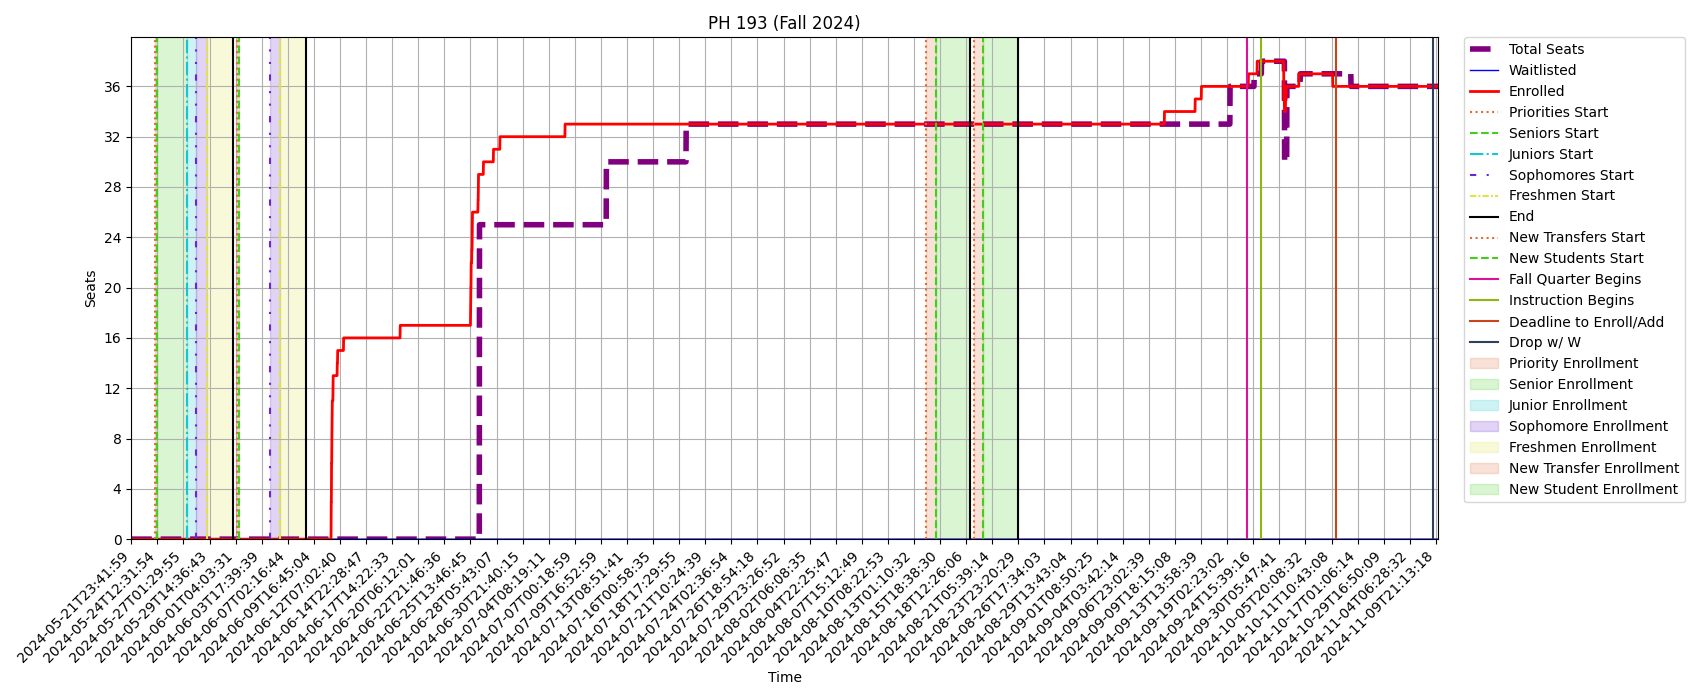 PH 193 (Fall 2024)
Seats
36
32
28
24
20
16
12
8
4
0
2024-05-21T23:41:59
2024-05-24T12:31:54
2024-05-27T01:29:55
2024-05-29T14:36:43
2024-06-01T04:03:31
2024-06-03T17:39:39
2024-06-07T02:16:44
2024-06-09T16:45:04
2024-06-12T07:02:40
2024-06-14T22:28:47
2024-06-17T14:22:33
2024-06-20T06:12:01
2024-06-22T21:46:36
2024-06-25T13:46:45
2024-06-28T05:43:07
2024-06-30T21:40:15
2024-07-04T08:19:11
2024-07-07T00:18:59
2024-07-09T16:52:59
2024-07-13T08:51:41
2024-07-16T00:58:35
2024-07-18T17:29:55
2024-07-21T10:24:39
2024-07-24T02:36:54
2024-07-26T18:54:18
2024-07-29T23:26:52
2024-08-02T06:08:35
2024-08-04T22:25:47
2024-08-07T15:12:49
2024-08-10T08:22:53
2024-08-13T01:10:32
2024-08-15T18:38:30
2024-08-18T12:26:06
2024-08-21T05:39:14
2024-08-23T23:20:29
2024-08-26T17:34:03
2024-08-29T13:43:04
2024-09-01T08:50:25
2024-09-04T03:42:14
2024-09-06T23:02:39
2024-09-09T18:15:08
2024-09-13T13:58:39
2024-09-19T02:23:02
2024-09-24T15:39:16
2024-09-30T05:47:41
2024-10-05T20:08:32
2024-10-11T10:43:08
2024-10-17T01:06:14
2024-10-29T16:50:09
2024-11-04T06:28:32
2024-11-09T21:13:18
Time
Total Seats
Waitlisted
Enrolled
Priorities Start
Seniors Start
Juniors Start
Sophomores Start
Freshmen Start
End
New Transfers Start
New Students Start
Fall Quarter Begins
Instruction Begins
Deadline to Enroll/Add
Drop w/ W
Priority Enrollment
Senior Enrollment
Junior Enrollment
Sophomore Enrollment
Freshmen Enrollment
New Transfer Enrollment
New Student Enrollment